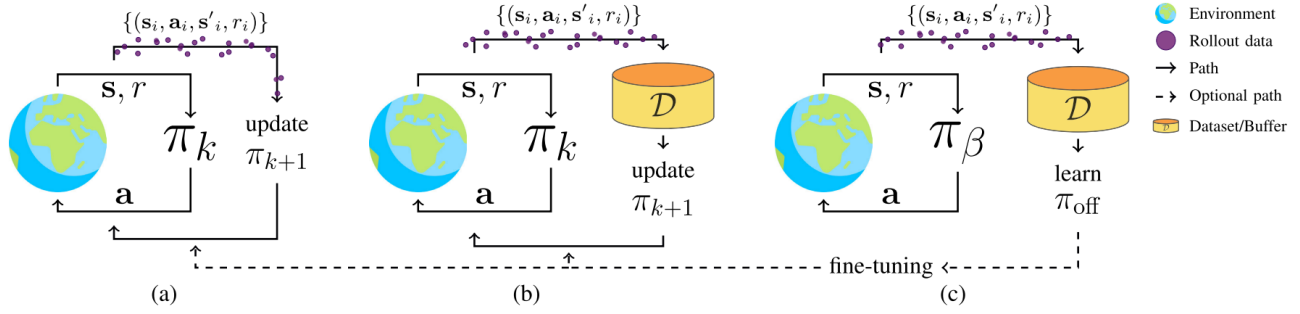 {(s_i, a_i, s'_i, r_i)}
s, r
π_k
a
update
π_{k+1}
(a)
{(s_i, a_i, s'_i, r_i)}
s, r
π_k
a
𝒟
update
π_{k+1}
(b)
{(s_i, a_i, s'_i, r_i)}
s, r
π_β
a
𝒟
learn
π_off
fine-tuning
(c)
Environment
Rollout data
Path
Optional path
𝒟 Dataset/Buffer